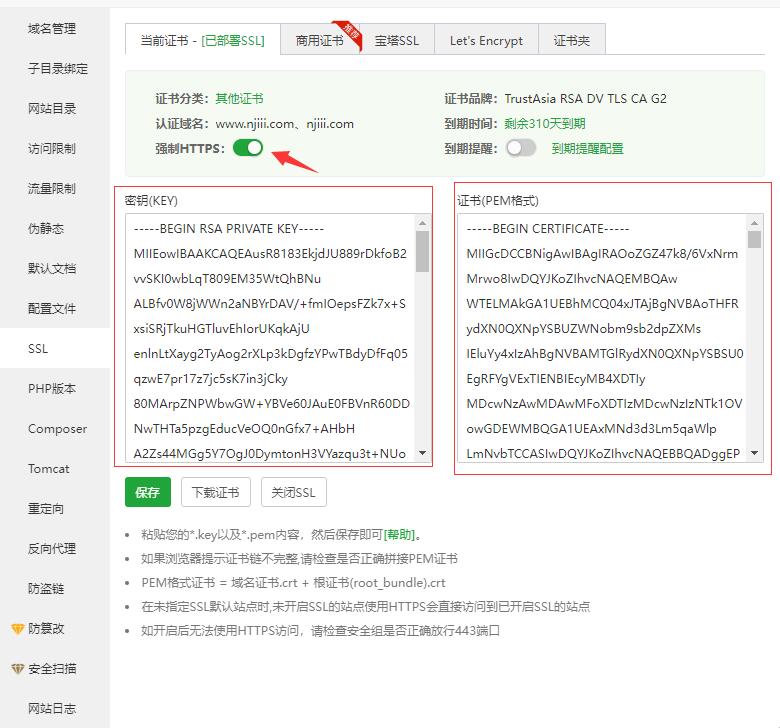 域名管理
子目录绑定
网站目录
访问限制
流量限制
伪静态
默认文档
配置文件
SSL
PHP版本
Composer
Tomcat
重定向
反向代理
防盗链
防篡改
安全扫描
网站日志
当前证书 - [已部署SSL]
商用证书
推荐
宝塔SSL
Let's Encrypt
证书夹
证书分类：其他证书
证书品牌：TrustAsia RSA DV TLS CA G2
认证域名：www.njiii.com、njiii.com
到期时间：剩余310天到期
强制HTTPS：
到期提醒：
到期提醒配置
密钥(KEY)
-----BEGIN RSA PRIVATE KEY-----
MIIEowIBAAKCAQEAusR8183EkjdJU889rDkfoB2
vvSKI0wbLqT809EM35WtQhBNu
ALBfv0W8jWWn2aNBYrDAV/+fmIOepsFZk7x+S
xsiSRjTkuHGTluvEhIorUKqkAjU
enlnLtXayg2TyAog2rXLp3kDgfzYPwTBdyDfFq05
qzwE7pr17z7jc5sK7in3jCky
80MArpZNPWbwGW+YBVe60JAuE0FBVnR60DD
NwTHTa5pzgEducVeOQ0nGfx7+AHbH
A2Zs44MGg5Y7OgJ0DymtonH3VYazqu3t+NUo
证书(PEM格式)
-----BEGIN CERTIFICATE-----
MIIGcDCCBNigAwIBAgIRAOoZGZ47k8/6VxNrm
Mrwo8IwDQYJKoZIhvcNAQEMBQAw
WTELMAkGA1UEBhMCQ04xJTAjBgNVBAoTHFR
ydXN0QXNpYSBUZWNobm9sb2dpZXMs
IEluYy4xIzAhBgNVBAMTGlRydXN0QXNpYSBSU0
EgRFYgVExTIENBIEcyMB4XDTIy
MDcwNzAwMDAwMFoXDTIzMDcwNzIzNTk1OV
owGDEWMBQGA1UEAxMNd3d3Lm5qaWlp
LmNvbTCCASIwDQYJKoZIhvcNAQEBBQADggEP
保存
下载证书
关闭SSL
粘贴您的*.key以及*.pem内容，然后保存即可[帮助]。
如果浏览器提示证书链不完整,请检查是否正确拼接PEM证书
PEM格式证书 = 域名证书.crt + 根证书(root_bundle).crt
在未指定SSL默认站点时,未开启SSL的站点使用HTTPS会直接访问到已开启SSL的站点
如开启后无法使用HTTPS访问，请检查安全组是否正确放行443端口